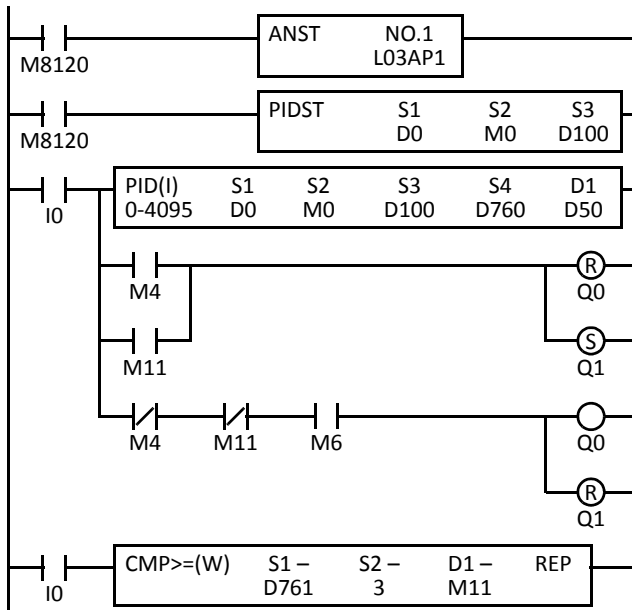 ANST NO.1
M8120 L03AP1
PIDST S1 S2 S3
M8120 D0 M0 D100
PID(I) S1 S2 S3 S4 D1
I0 0-4095 D0 M0 D100 D760 D50
R
M4 Q0
S
M11 Q1
M4 M11 M6 Q0
R
Q1
CMP>=(W) S1 – S2 – D1 – REP
I0 D761 3 M11